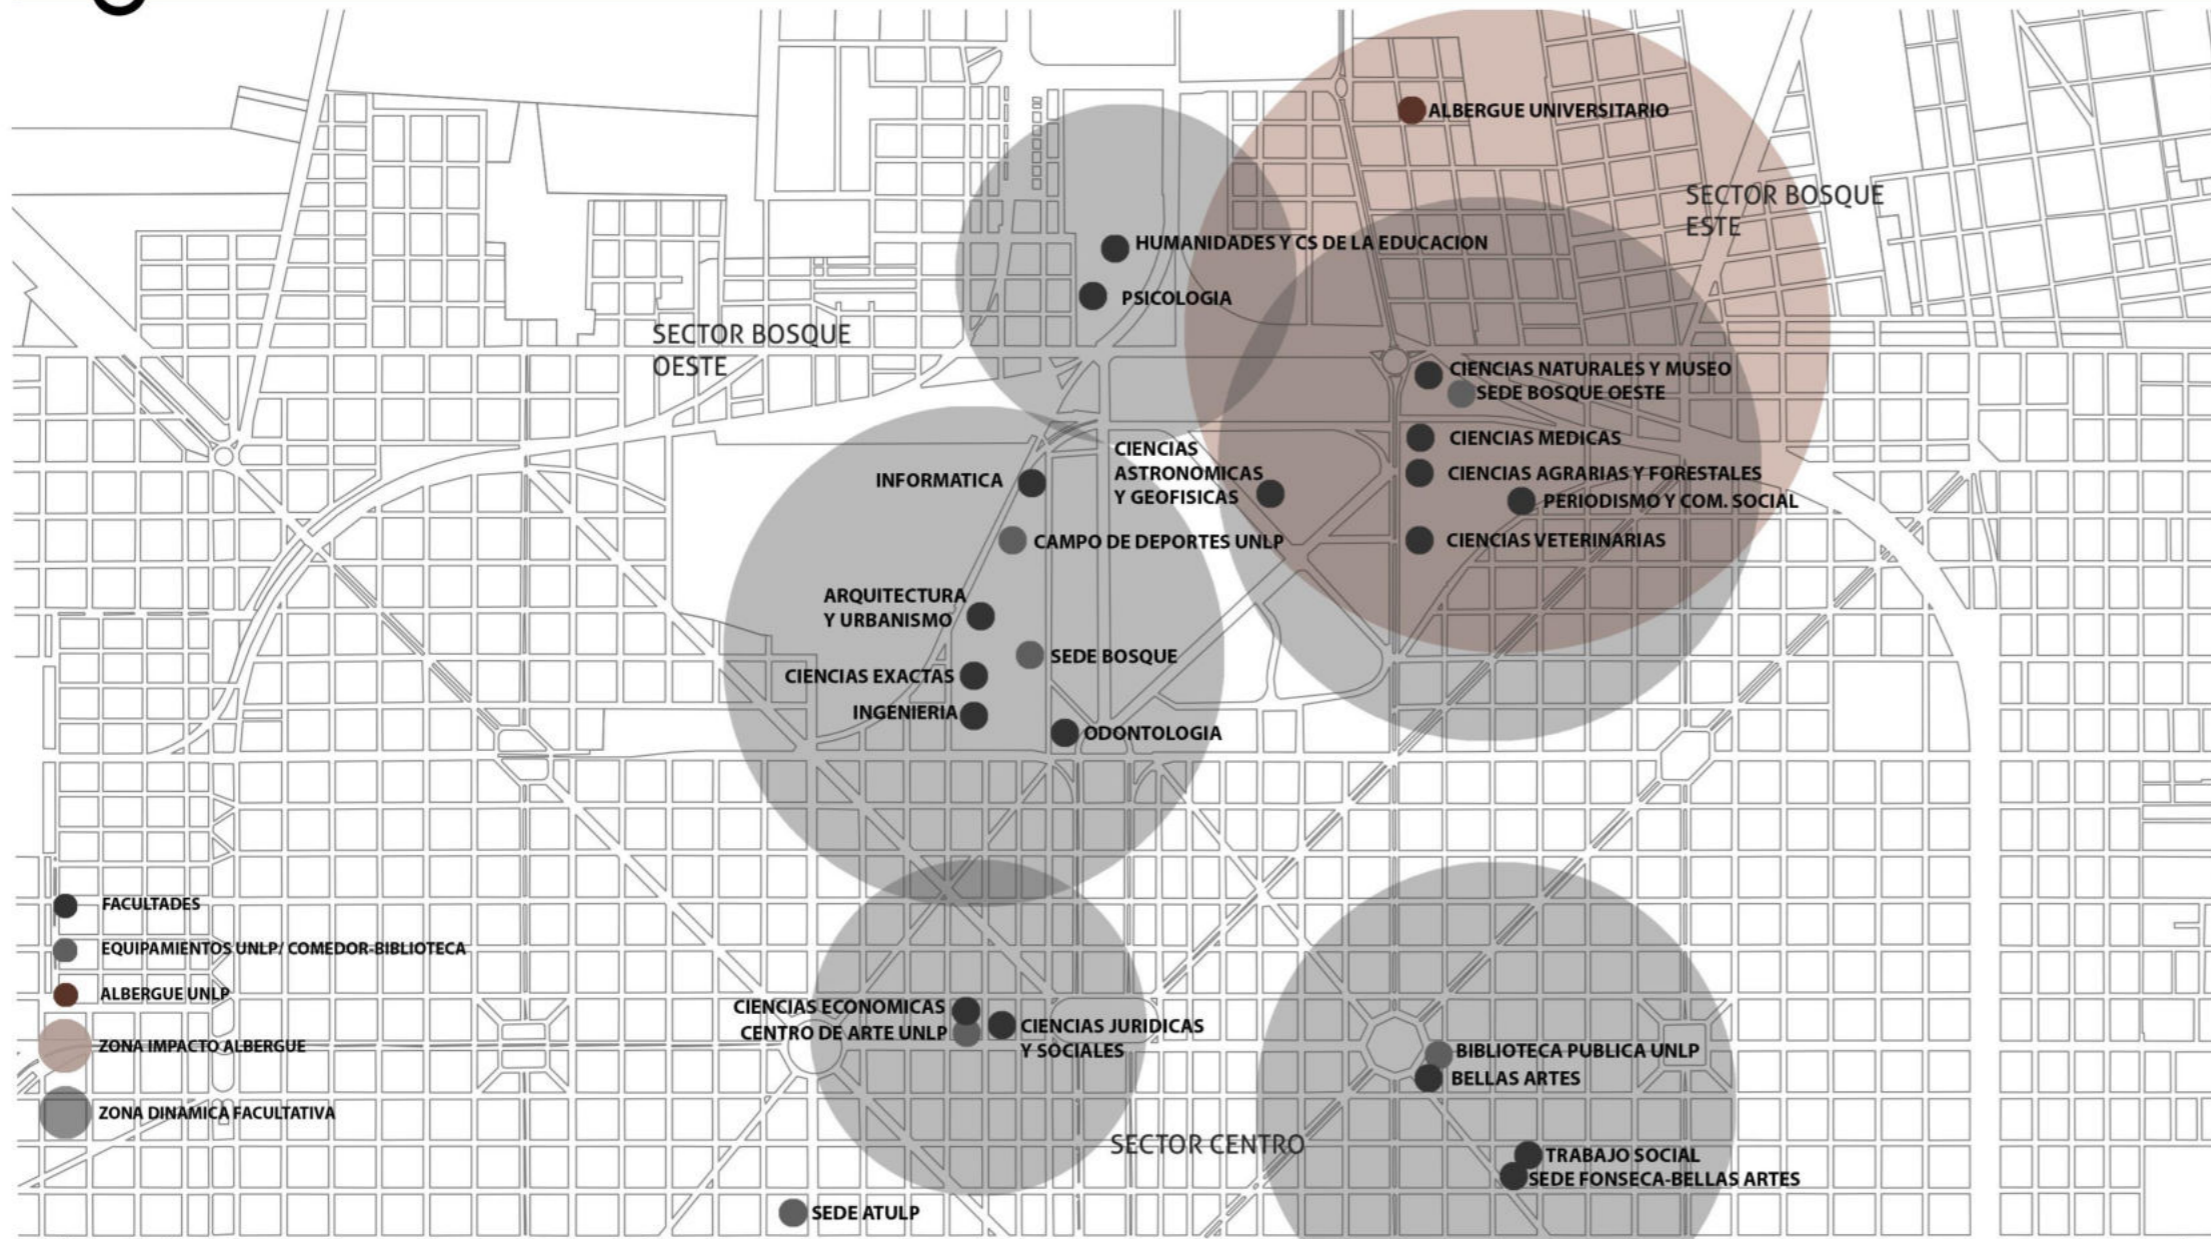 ALBERGUE UNIVERSITARIO
SECTOR BOSQUE
ESTE
HUMANIDADES Y CS DE LA EDUCACION
PSICOLOGIA
SECTOR BOSQUE
OESTE
CIENCIAS NATURALES Y MUSEO
SEDE BOSQUE OESTE
CIENCIAS MEDICAS
CIENCIAS
ASTRONOMICAS
Y GEOFISICAS
INFORMATICA
CIENCIAS AGRARIAS Y FORESTALES
PERIODISMO Y COM. SOCIAL
CAMPO DE DEPORTES UNLP
CIENCIAS VETERINARIAS
ARQUITECTURA
Y URBANISMO
SEDE BOSQUE
CIENCIAS EXACTAS
INGENIERIA
ODONTOLOGIA
FACULTADES
EQUIPAMIENTOS UNLP/ COMEDOR-BIBLIOTECA
ALBERGUE UNLP
ZONA IMPACTO ALBERGUE
ZONA DINAMICA FACULTATIVA
CIENCIAS ECONOMICAS
CENTRO DE ARTE UNLP
CIENCIAS JURIDICAS
Y SOCIALES
BIBLIOTECA PUBLICA UNLP
BELLAS ARTES
SECTOR CENTRO
TRABAJO SOCIAL
SEDE FONSECA-BELLAS ARTES
SEDE ATULP